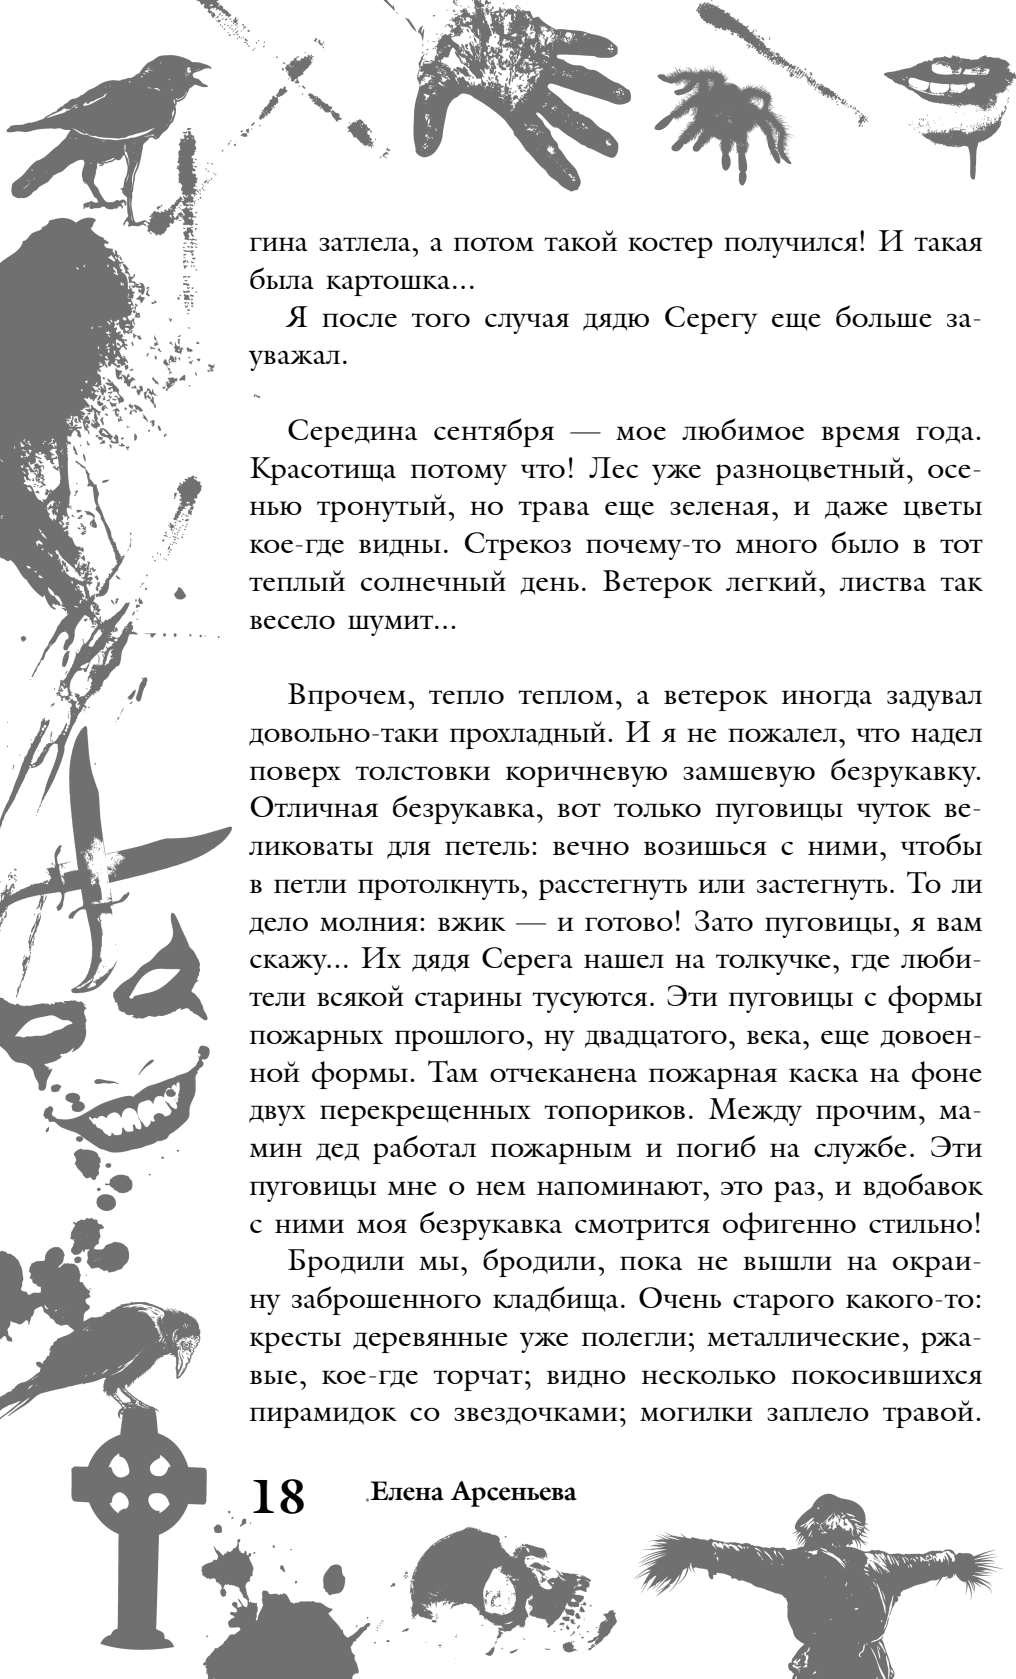 гина затлела, а потом такой костер получился! И такая
была картошка...
Я после того случая дядю Серегу еще больше за-
уважал.
Середина сентября — мое любимое время года.
Красотища потому что! Лес уже разноцветный, осе-
нью тронутый, но трава еще зеленая, и даже цветы
кое-где видны. Стрекоз почему-то много было в тот
теплый солнечный день. Ветерок легкий, листва так
весело шумит...
Впрочем, тепло теплом, а ветерок иногда задувал
довольно-таки прохладный. И я не пожалел, что надел
поверх толстовки коричневую замшевую безрукавку.
Отличная безрукавка, вот только пуговицы чуток ве-
ликоваты для петель: вечно возишься с ними, чтобы
в петли протолкнуть, расстегнуть или застегнуть. То ли
дело молния: вжик — и готово! Зато пуговицы, я вам
скажу... Их дядя Серега нашел на толкучке, где люби-
тели всякой старины тусуются. Эти пуговицы с формы
пожарных прошлого, ну двадцатого, века, еще довоен-
ной формы. Там отчеканена пожарная каска на фоне
двух перекрещенных топориков. Между прочим, ма-
мин дед работал пожарным и погиб на службе. Эти
пуговицы мне о нем напоминают, это раз, и вдобавок
с ними моя безрукавка смотрится офигенно стильно!
Бродили мы, бродили, пока не вышли на окраи-
ну заброшенного кладбища. Очень старого какого-то:
кресты деревянные уже полегли; металлические, ржа-
вые, кое-где торчат; видно несколько покосившихся
пирамидок со звездочками; могилки заплело травой.
18 Елена Арсеньева